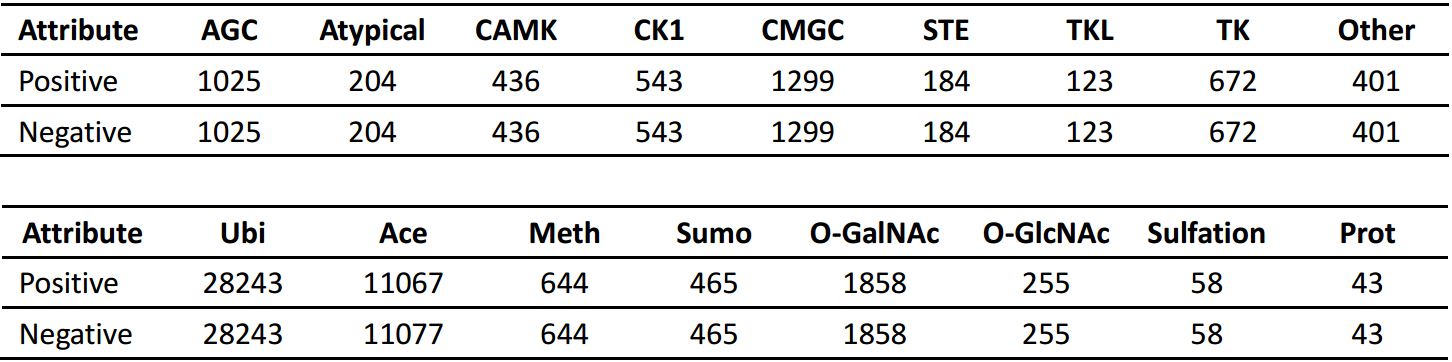 Attribute AGC Atypical CAMK CK1 CMGC STE TKL TK Other
Positive 1025 204 436 543 1299 184 123 672 401
Negative 1025 204 436 543 1299 184 123 672 401
Attribute Ubi Ace Meth Sumo O-GalNAc O-GlcNAc Sulfation Prot
Positive 28243 11067 644 465 1858 255 58 43
Negative 28243 11077 644 465 1858 255 58 43